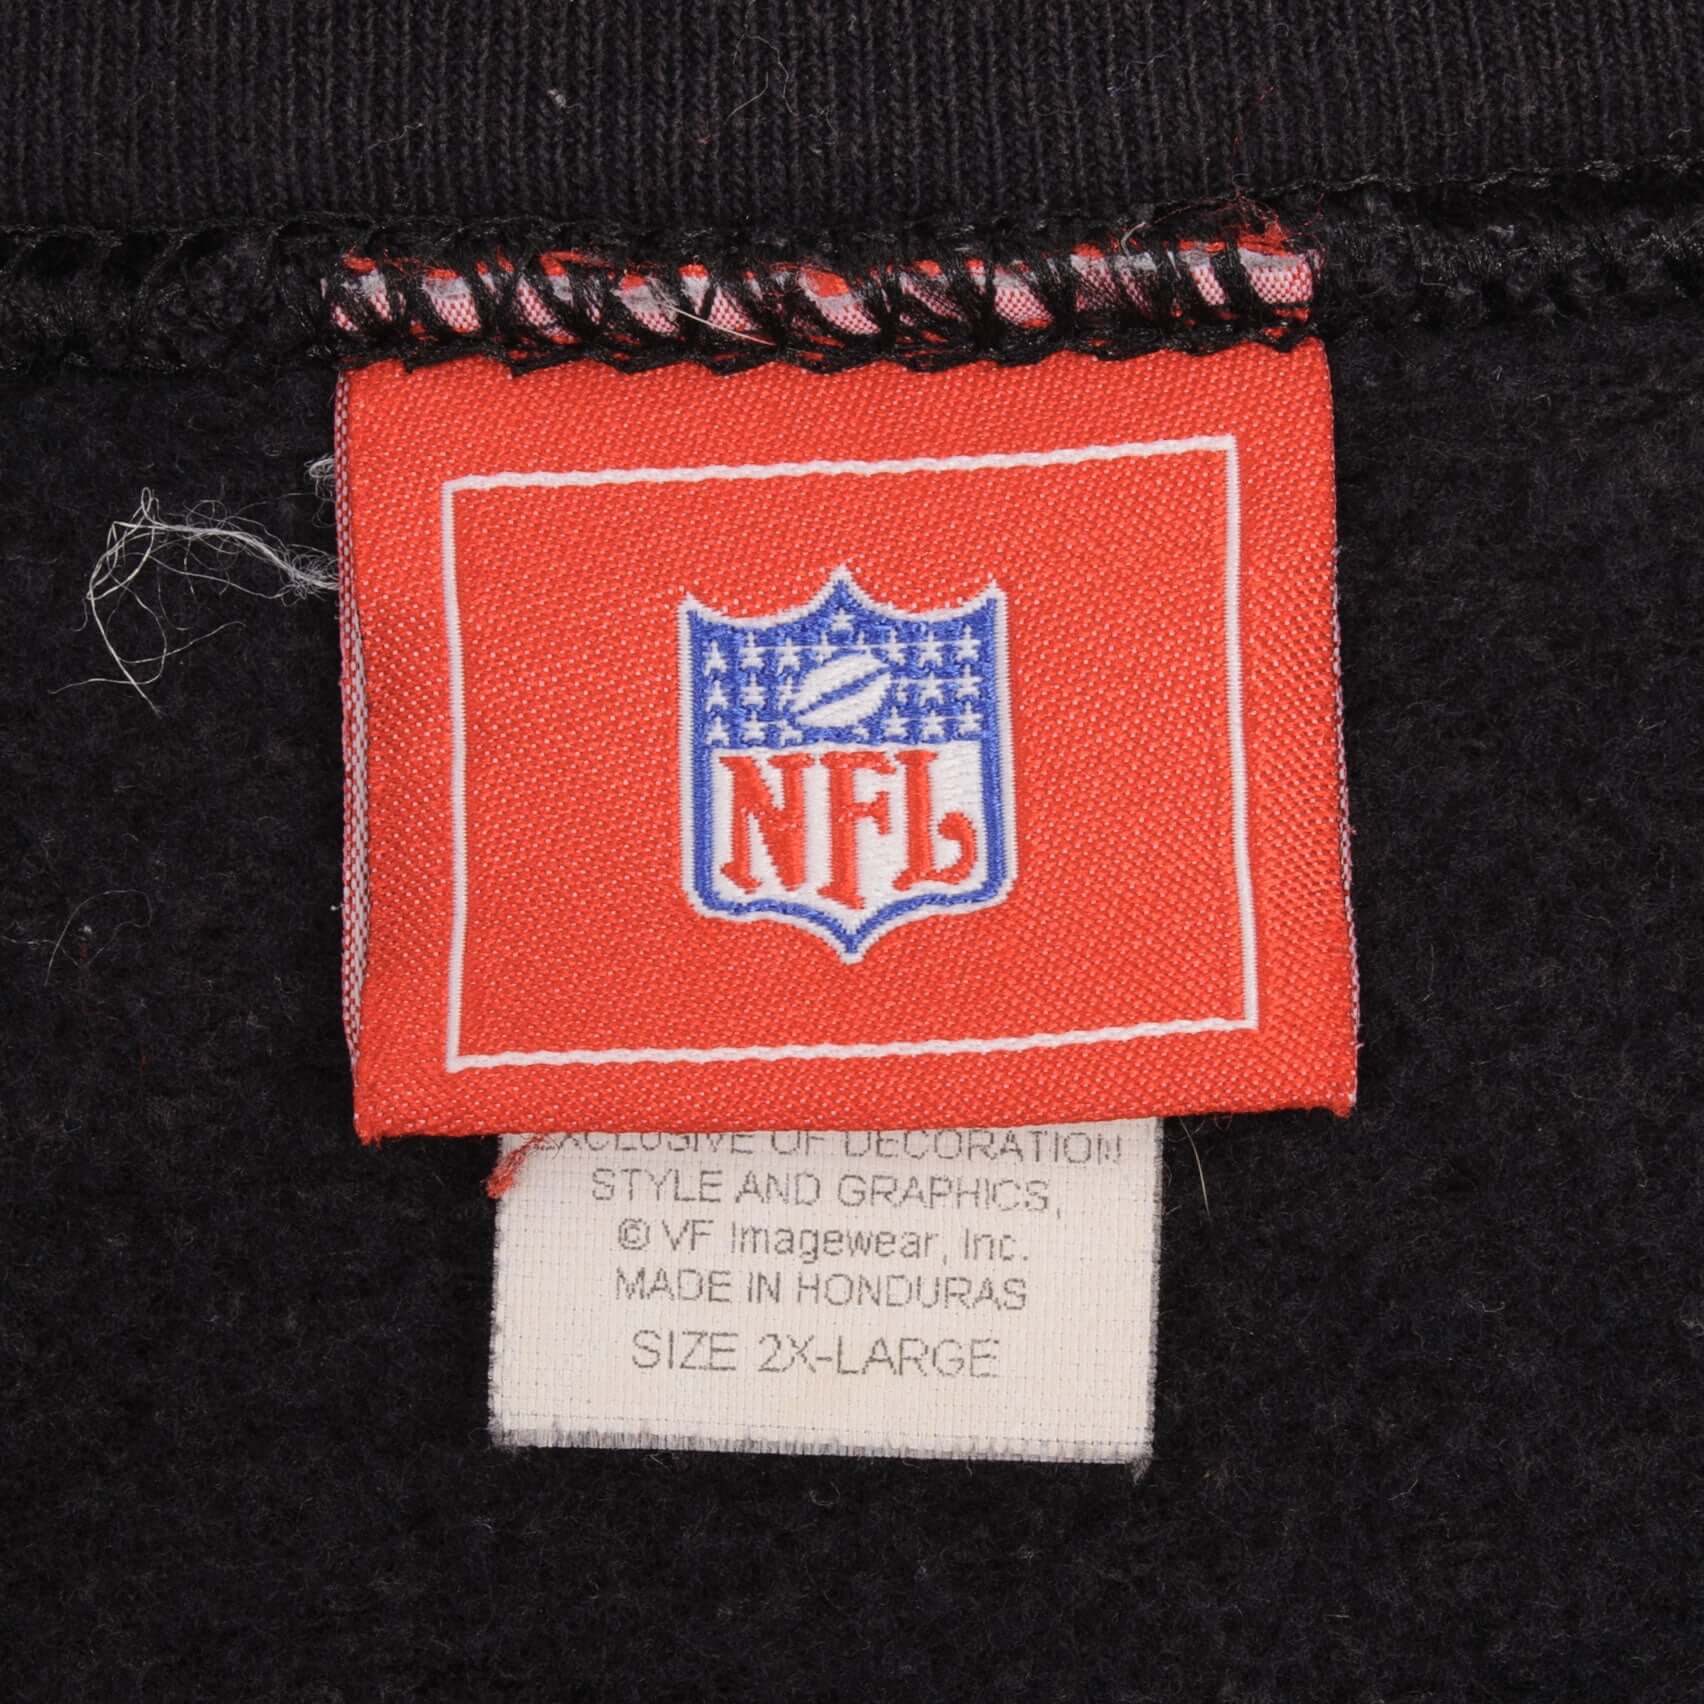 NFL
EXCLUSIVE OF DECORATION
STYLE AND GRAPHICS,
© VF Imagewear, Inc.
MADE IN HONDURAS
SIZE 2X-LARGE